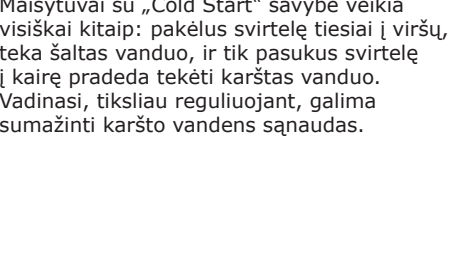 Maišytuvai su „Cold Start“ savybe veikia
visiškai kitaip: pakėlus svirtelę tiesiai į viršų,
teka šaltas vanduo, ir tik pasukus svirtelę
į kairę pradeda tekėti karštas vanduo.
Vadinasi, tiksliau reguliuojant, galima
sumažinti karšto vandens sąnaudas.